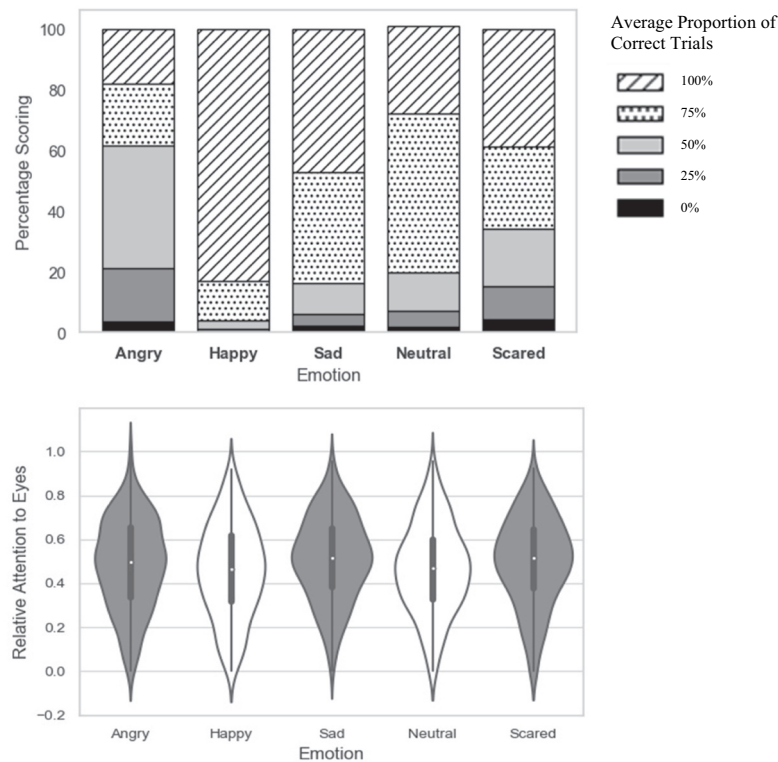 Average Proportion of
Correct Trials
100%
75%
50%
25%
0%
Percentage Scoring
100
80
60
40
20
0
Angry
Happy
Sad
Neutral
Scared
Emotion
Relative Attention to Eyes
1.0
0.8
0.6
0.4
0.2
0.0
−0.2
Angry
Happy
Sad
Neutral
Scared
Emotion